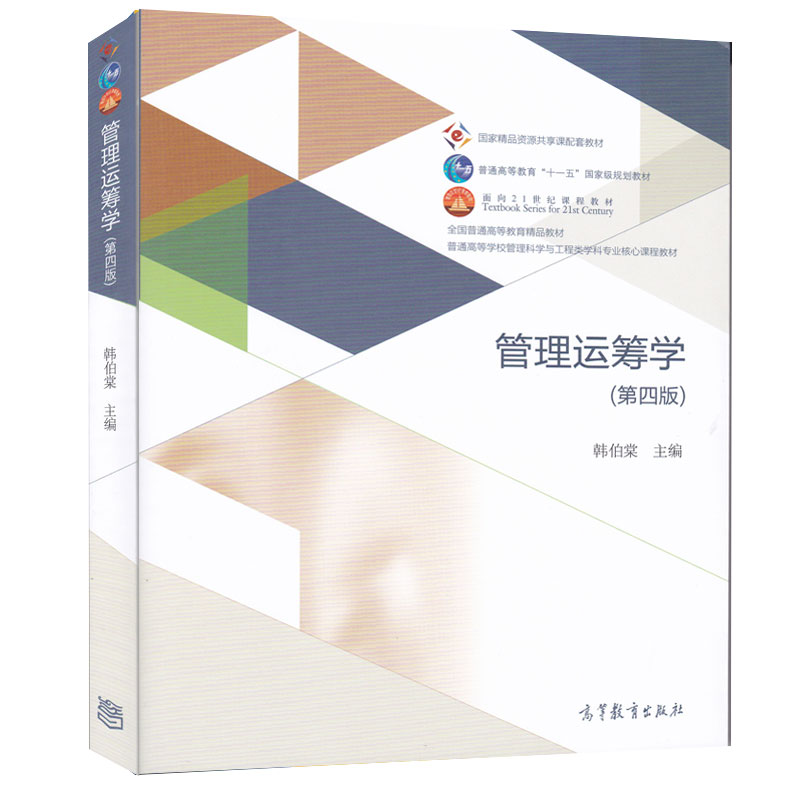 管理运筹学(第四版)
韩伯棠 主编
国家精品资源共享课配套教材
普通高等教育“十一五”国家级规划教材
面向21世纪课程教材
Textbook Series for 21st Century
全国普通高等教育精品教材
普通高等学校管理科学与工程类学科专业核心课程教材
管理运筹学
(第四版)
韩伯棠 主编
高等教育出版社